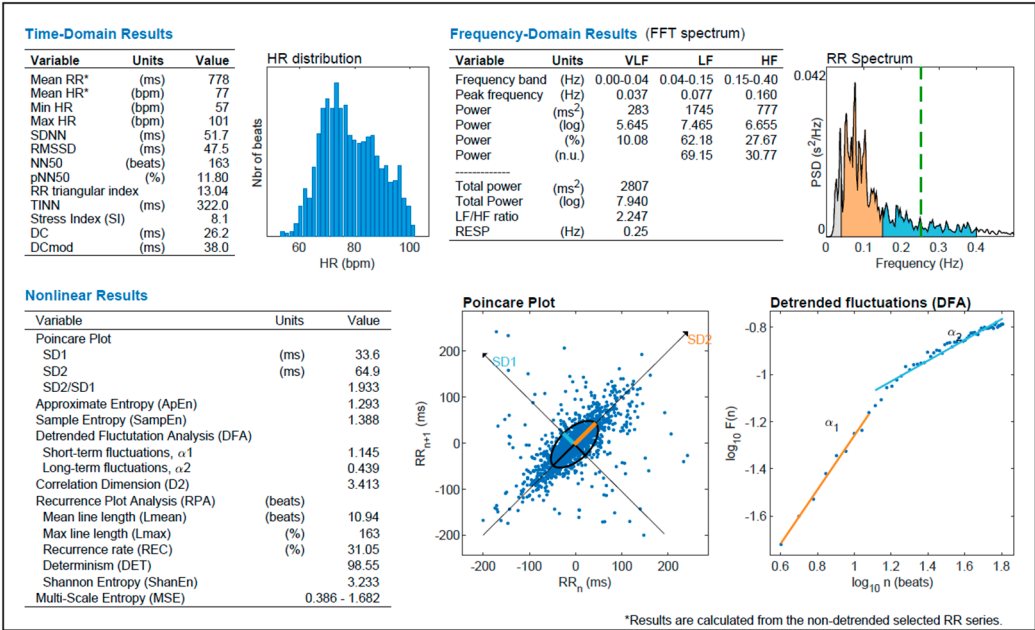 Time-Domain Results
Variable Units Value
Mean RR* (ms) 778
Mean HR* (bpm) 77
Min HR (bpm) 57
Max HR (bpm) 101
SDNN (ms) 51.7
RMSSD (ms) 47.5
NN50 (beats) 163
pNN50 (%) 11.80
RR triangular index 13.04
TINN (ms) 322.0
Stress Index (SI) 8.1
DC (ms) 26.2
DCmod (ms) 38.0
HR distribution
Nbr of beats
60 80 100
HR (bpm)
Frequency-Domain Results (FFT spectrum)
Variable Units VLF LF HF
Frequency band (Hz) 0.00-0.04 0.04-0.15 0.15-0.40
Peak frequency (Hz) 0.037 0.077 0.160
Power (ms2) 283 1745 777
Power (log) 5.645 7.465 6.655
Power (%) 10.08 62.18 27.67
Power (n.u.) 69.15 30.77
-------------
Total power (ms2) 2807
Total Power (log) 7.940
LF/HF ratio 2.247
RESP (Hz) 0.25
RR Spectrum
0.042
PSD (s2/Hz)
0
0 0.1 0.2 0.3 0.4
Frequency (Hz)
Nonlinear Results
Variable Units Value
Poincare Plot
SD1 (ms) 33.6
SD2 (ms) 64.9
SD2/SD1 1.933
Approximate Entropy (ApEn) 1.293
Sample Entropy (SampEn) 1.388
Detrended Fluctutation Analysis (DFA)
Short-term fluctuations, α1 1.145
Long-term fluctuations, α2 0.439
Correlation Dimension (D2) 3.413
Recurrence Plot Analysis (RPA) (beats)
Mean line length (Lmean) (beats) 10.94
Max line length (Lmax) (%) 163
Recurrence rate (REC) (%) 31.05
Determinism (DET) 98.55
Shannon Entropy (ShanEn) 3.233
Multi-Scale Entropy (MSE) 0.386 - 1.682
Poincare Plot
SD1
SD2
200
100
0
-100
-200
RRn+1 (ms)
-200 -100 0 100 200
RRn (ms)
Detrended fluctuations (DFA)
α2
α1
-0.8
-1
-1.2
-1.4
-1.6
log10 F(n)
0.6 0.8 1 1.2 1.4 1.6 1.8
log10 n (beats)
*Results are calculated from the non-detrended selected RR series.